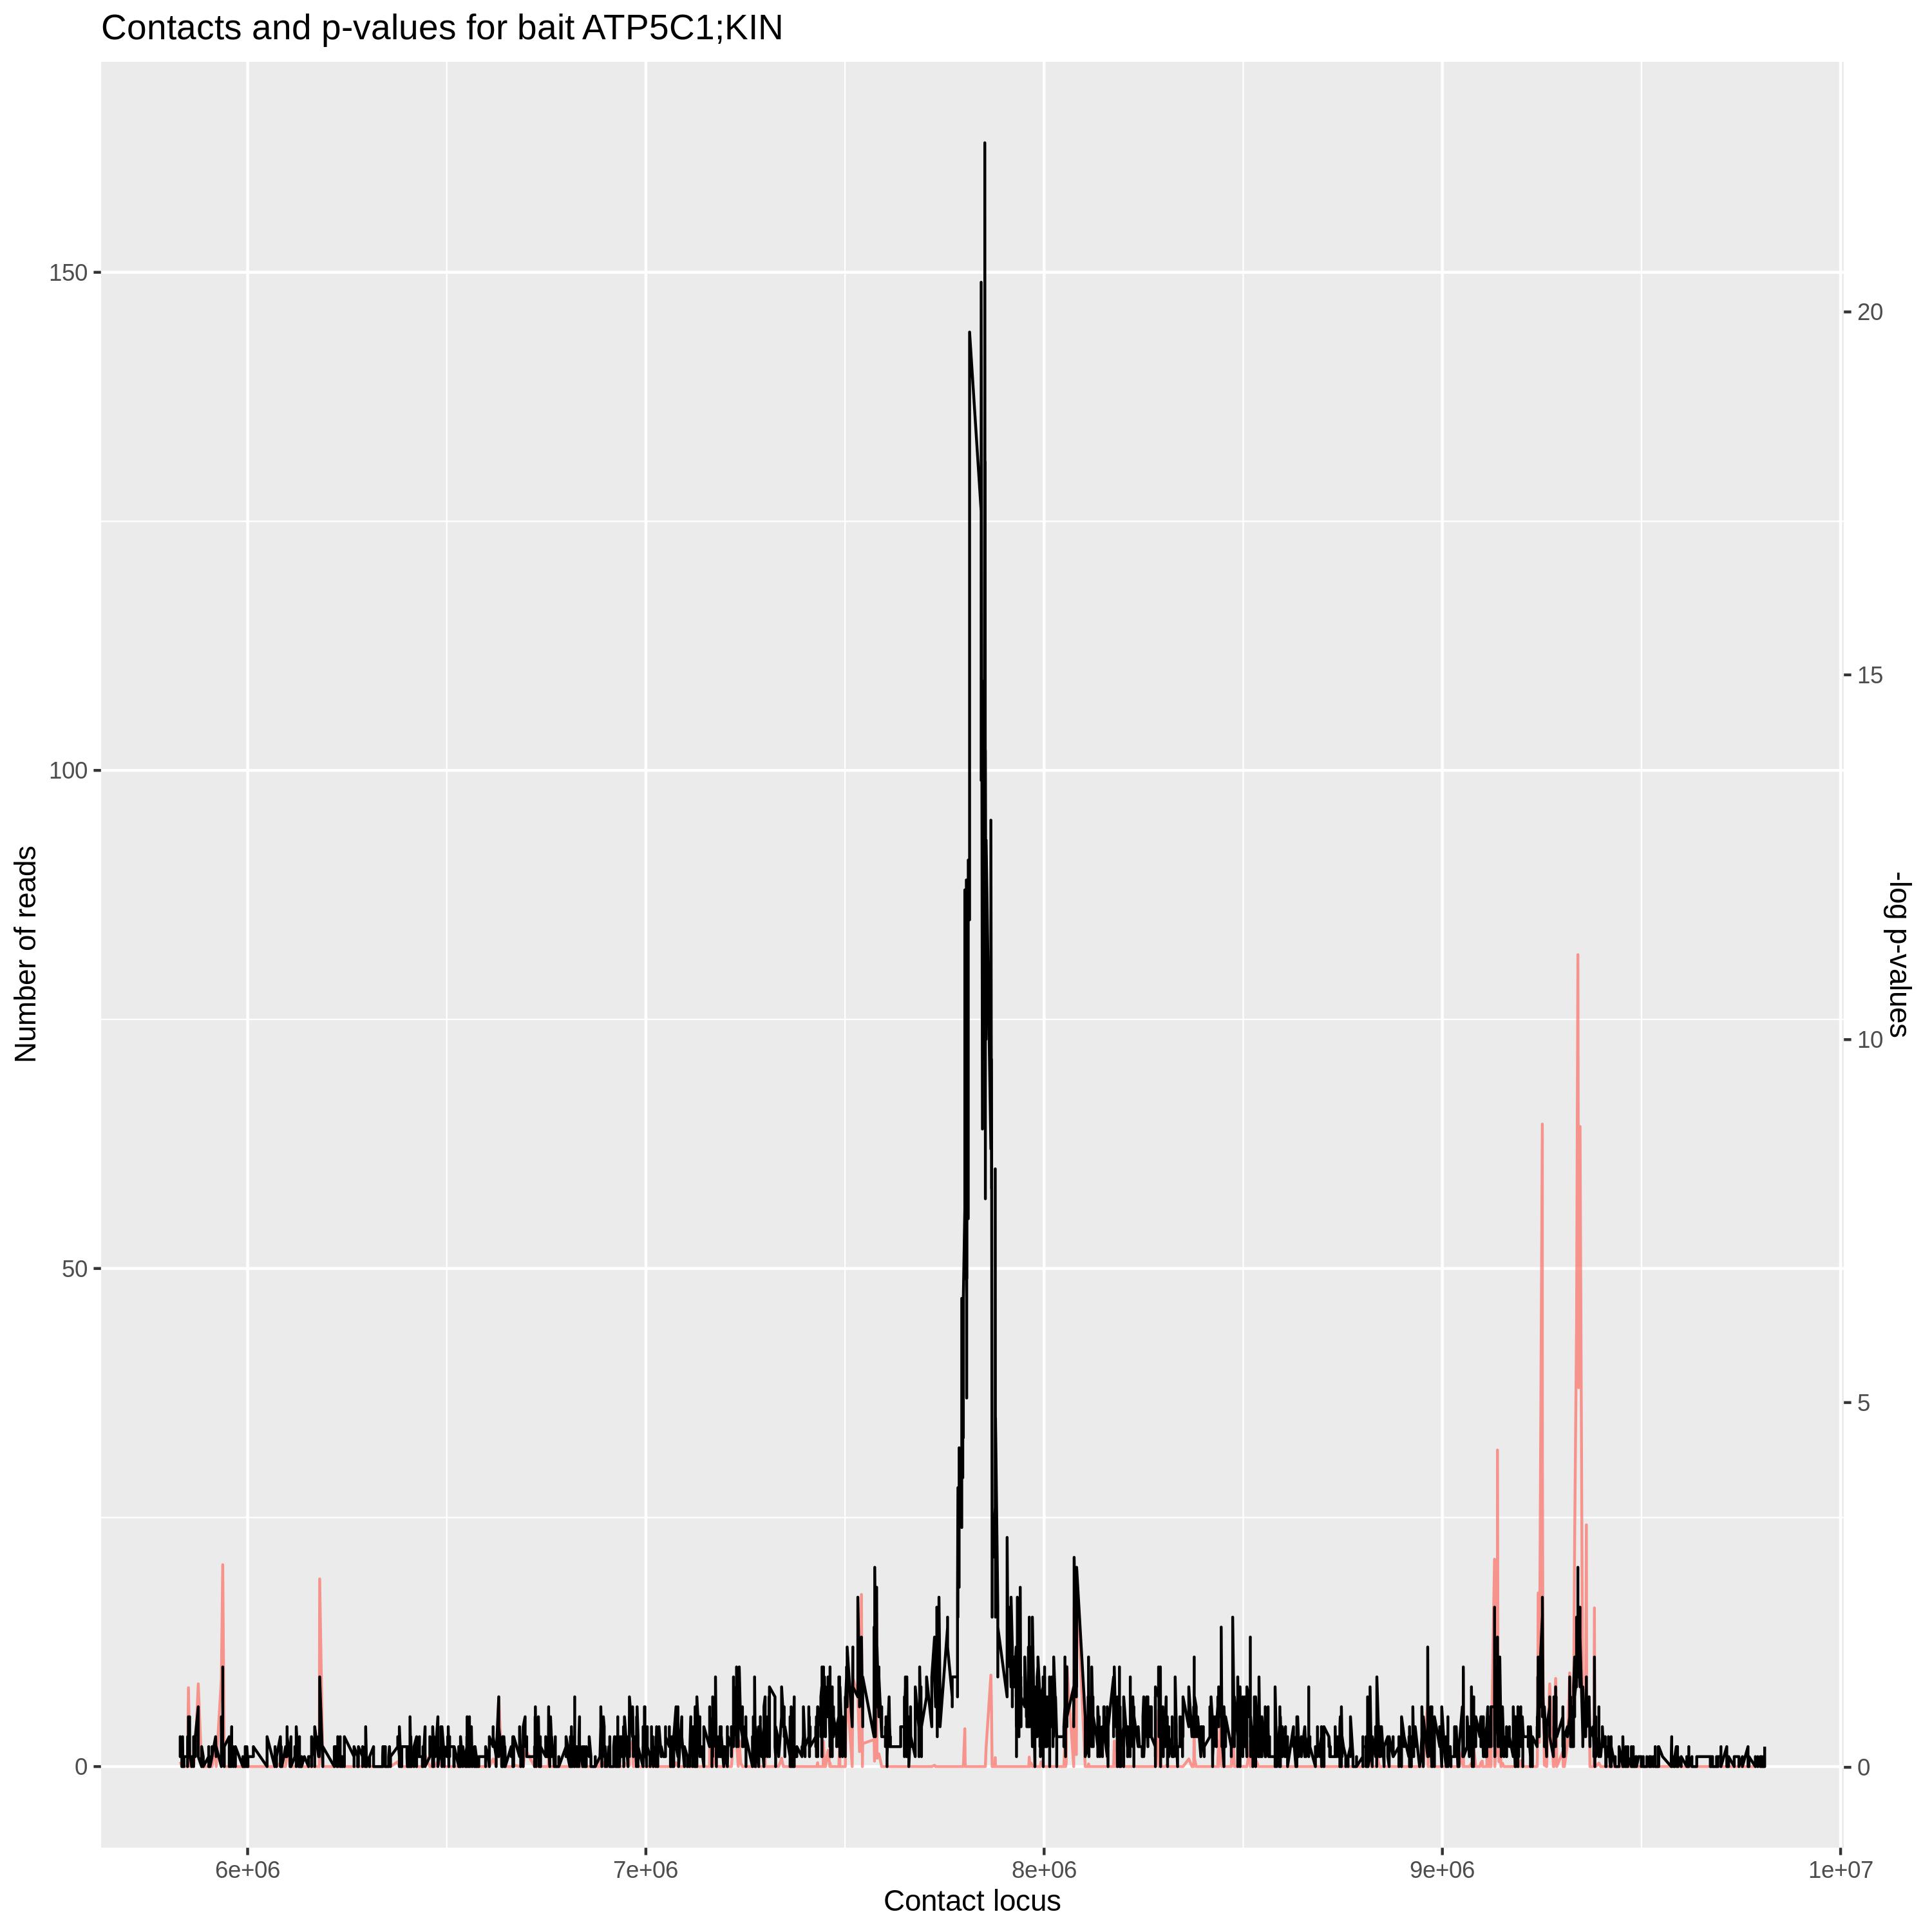 Contacts and p-values for bait ATP5C1;KIN
150
100
50
0
Number of reads
20
15
10
5
0
-log p-values
6e+06
7e+06
8e+06
9e+06
1e+07
Contact locus